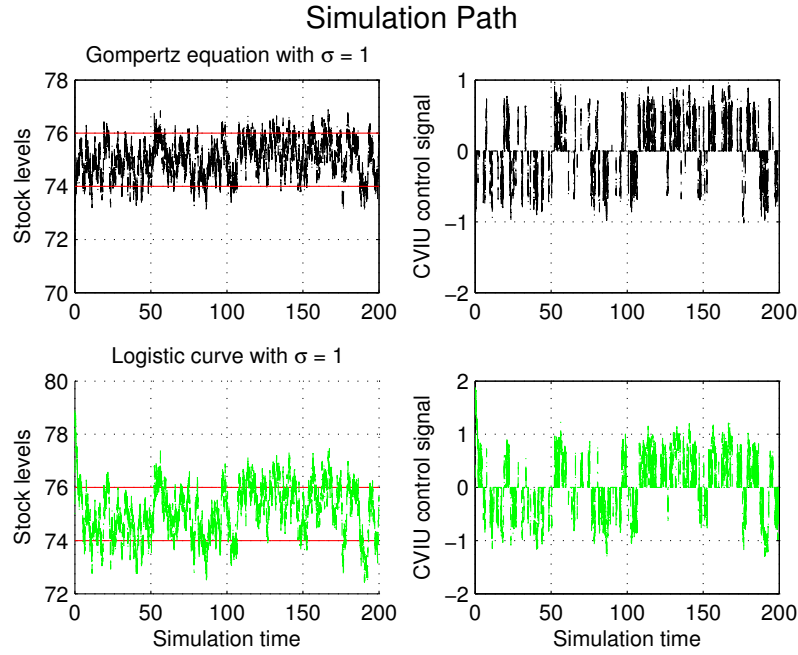 Simulation Path
Gompertz equation with σ = 1
Stock levels
78
76
74
72
70
0 50 100 150 200
CVIU control signal
1
0
−1
−2
0 50 100 150 200
Logistic curve with σ = 1
Stock levels
80
78
76
74
72
0 50 100 150 200
Simulation time
CVIU control signal
2
1
0
−1
−2
0 50 100 150 200
Simulation time